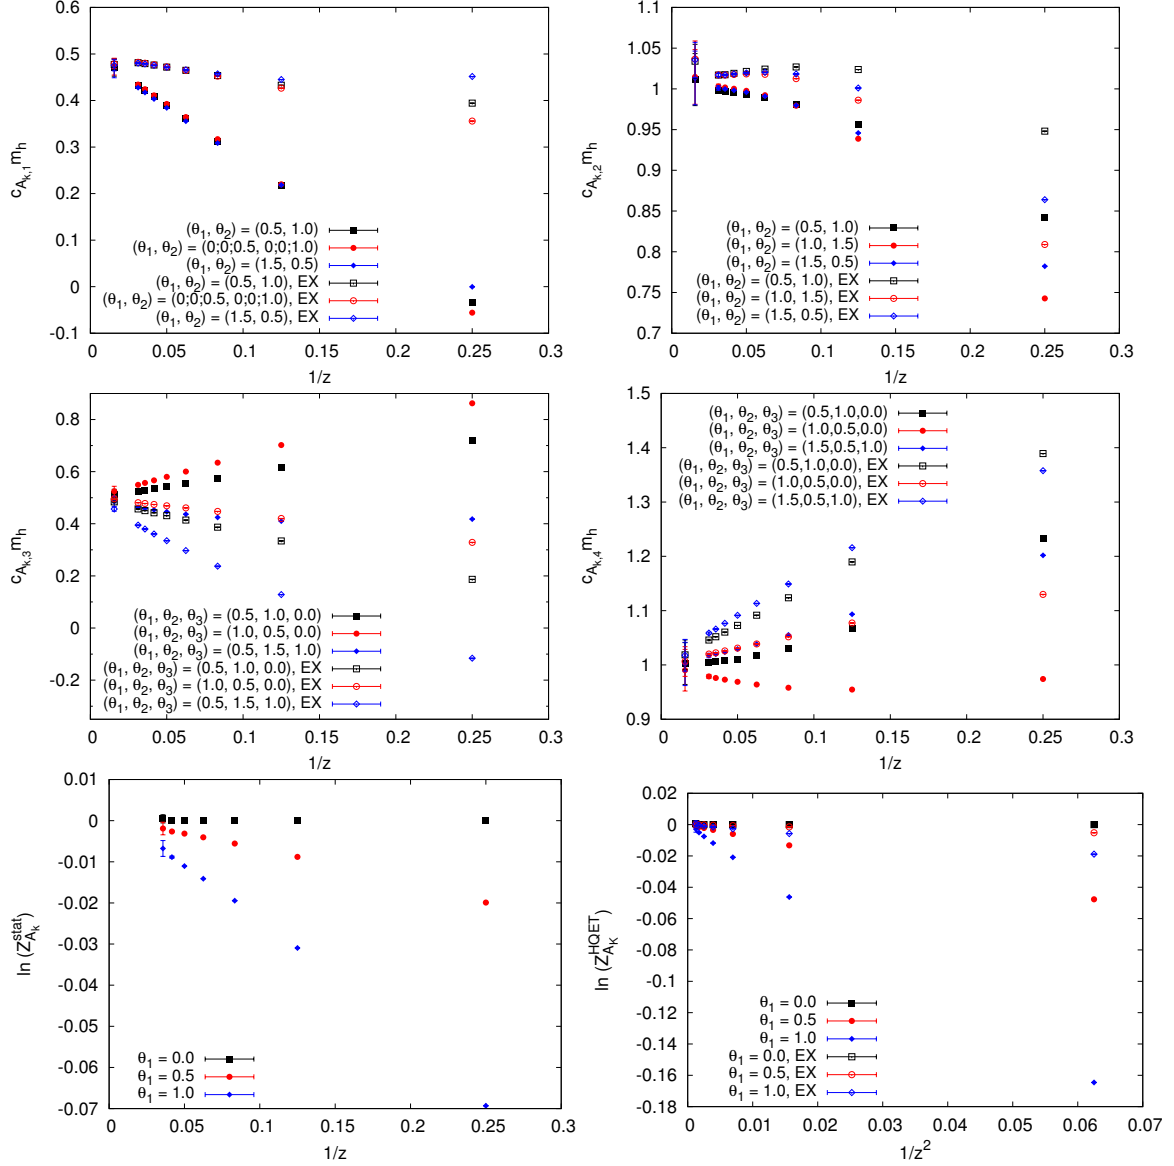 0.6
0.5
0.4
0.3
0.2
0.1
0
-0.1
0
0.05
0.1
0.15
0.2
0.25
0.3
c_{A_{k,1}} m_h
1/z
(θ₁, θ₂) = (0.5, 1.0)
(θ₁, θ₂) = (0;0;0.5, 0;0;1.0)
(θ₁, θ₂) = (1.5, 0.5)
(θ₁, θ₂) = (0.5, 1.0), EX
(θ₁, θ₂) = (0;0;0.5, 0;0;1.0), EX
(θ₁, θ₂) = (1.5, 0.5), EX
1.1
1.05
1
0.95
0.9
0.85
0.8
0.75
0.7
0
0.05
0.1
0.15
0.2
0.25
0.3
c_{A_{k,2}} m_h
1/z
(θ₁, θ₂) = (0.5, 1.0)
(θ₁, θ₂) = (1.0, 1.5)
(θ₁, θ₂) = (1.5, 0.5)
(θ₁, θ₂) = (0.5, 1.0), EX
(θ₁, θ₂) = (1.0, 1.5), EX
(θ₁, θ₂) = (1.5, 0.5), EX
0.8
0.6
0.4
0.2
0
-0.2
0
0.05
0.1
0.15
0.2
0.25
0.3
c_{A_{k,3}} m_h
1/z
(θ₁, θ₂, θ₃) = (0.5, 1.0, 0.0)
(θ₁, θ₂, θ₃) = (1.0, 0.5, 0.0)
(θ₁, θ₂, θ₃) = (0.5, 1.5, 1.0)
(θ₁, θ₂, θ₃) = (0.5, 1.0, 0.0), EX
(θ₁, θ₂, θ₃) = (1.0, 0.5, 0.0), EX
(θ₁, θ₂, θ₃) = (0.5, 1.5, 1.0), EX
1.5
1.4
1.3
1.2
1.1
1
0.9
0
0.05
0.1
0.15
0.2
0.25
0.3
c_{A_{k,4}} m_h
1/z
(θ₁, θ₂, θ₃) = (0.5,1.0,0.0)
(θ₁, θ₂, θ₃) = (1.0,0.5,0.0)
(θ₁, θ₂, θ₃) = (1.5,0.5,1.0)
(θ₁, θ₂, θ₃) = (0.5,1.0,0.0), EX
(θ₁, θ₂, θ₃) = (1.0,0.5,0.0), EX
(θ₁, θ₂, θ₃) = (1.5,0.5,1.0), EX
0.01
0
-0.01
-0.02
-0.03
-0.04
-0.05
-0.06
-0.07
0
0.05
0.1
0.15
0.2
0.25
0.3
ln (Z_{A_k}^{stat})
1/z
θ₁ = 0.0
θ₁ = 0.5
θ₁ = 1.0
0.02
0
-0.02
-0.04
-0.06
-0.08
-0.1
-0.12
-0.14
-0.16
-0.18
0
0.01
0.02
0.03
0.04
0.05
0.06
0.07
ln (Z_{A_K}^{HQET})
1/z²
θ₁ = 0.0
θ₁ = 0.5
θ₁ = 1.0
θ₁ = 0.0, EX
θ₁ = 0.5, EX
θ₁ = 1.0, EX